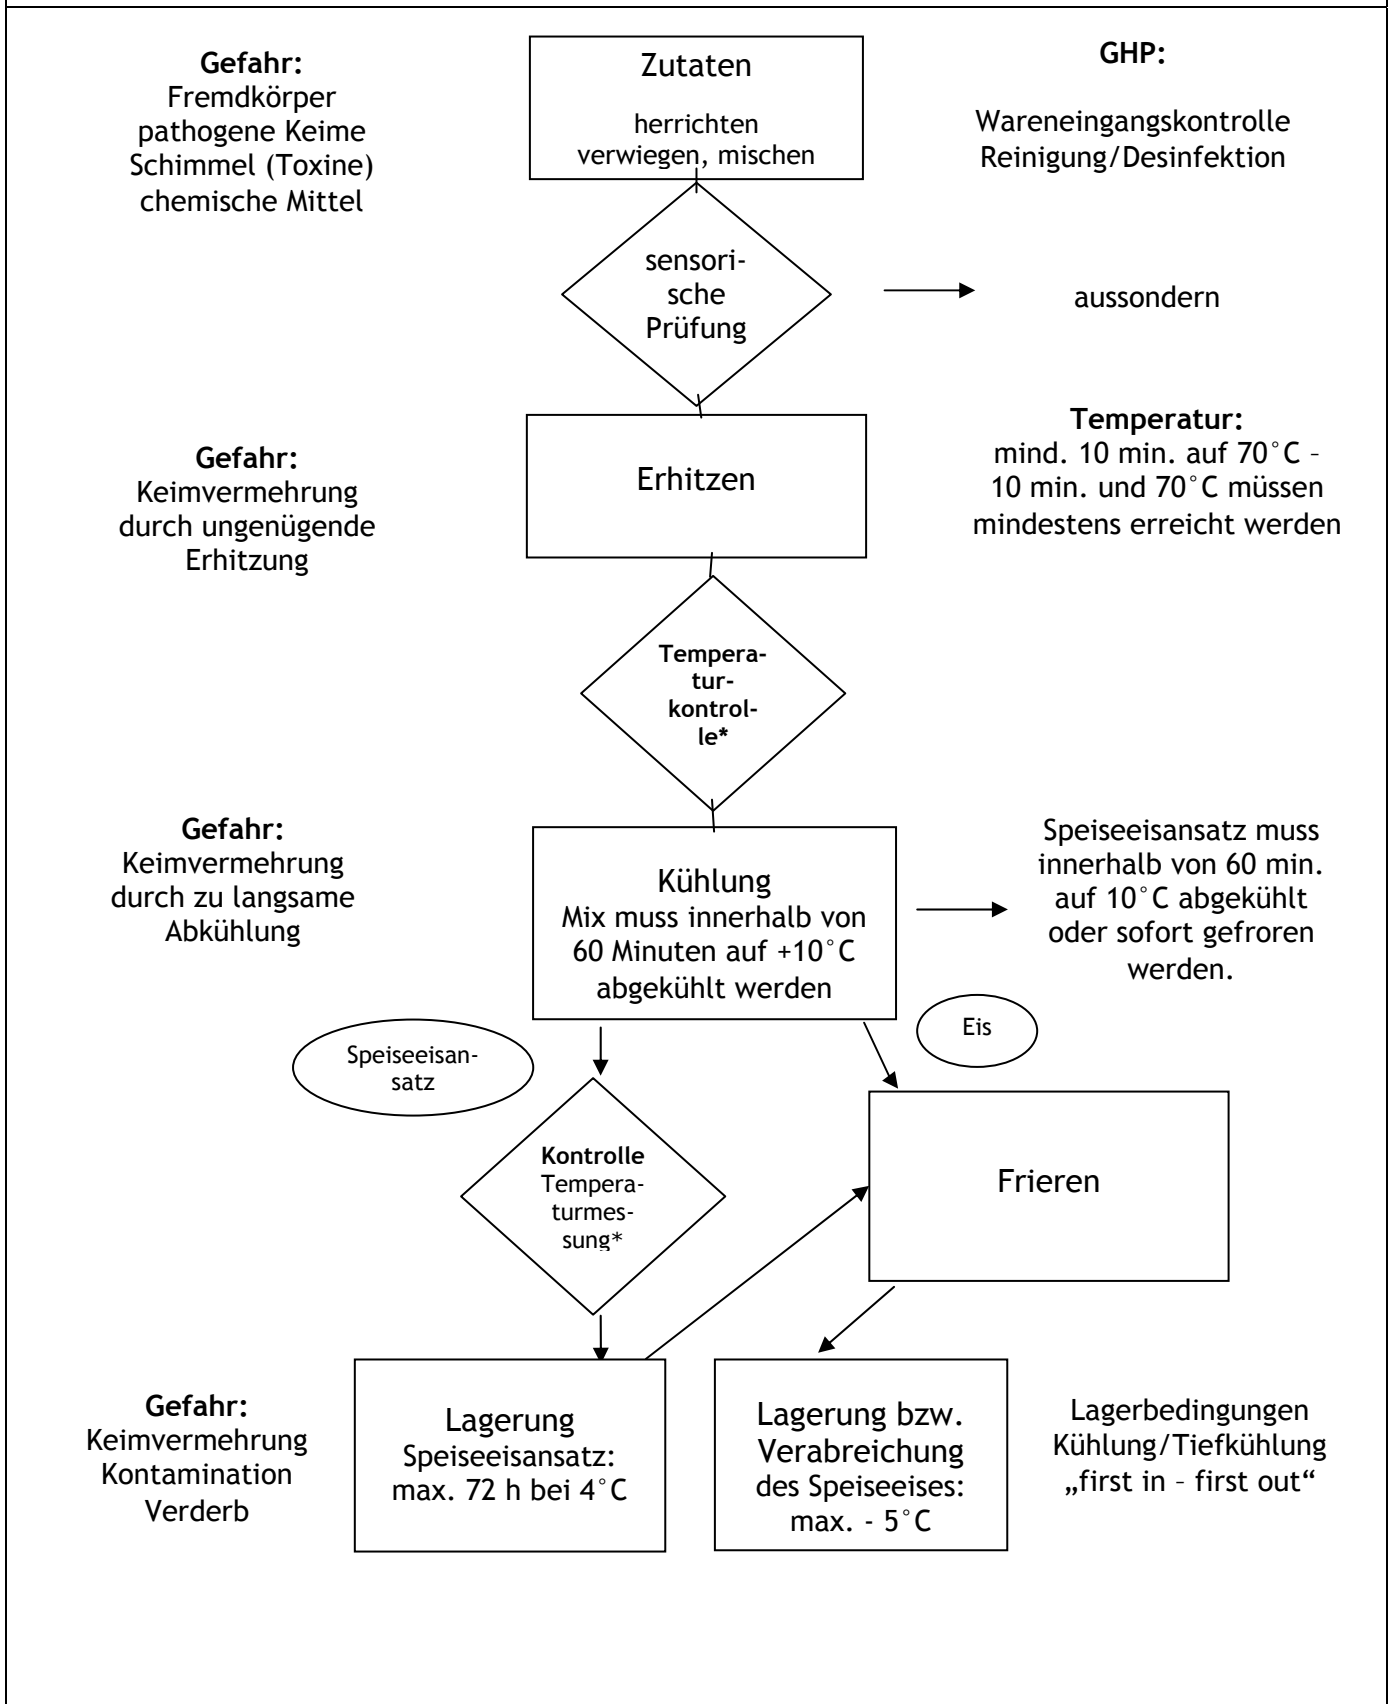 Gefahr:
Fremdkörper
pathogene Keime
Schimmel (Toxine)
chemische Mittel
Zutaten
herrichten
verwiegen, mischen
GHP:
Wareneingangskontrolle
Reinigung/Desinfektion
sensori-
sche
Prüfung
aussondern
Gefahr:
Keimvermehrung
durch ungenügende
Erhitzung
Erhitzen
Temperatur:
mind. 10 min. auf 70°C –
10 min. und 70°C müssen
mindestens erreicht werden
Tempera-
tur-
kontrol-
le*
Gefahr:
Keimvermehrung
durch zu langsame
Abkühlung
Kühlung
Mix muss innerhalb von
60 Minuten auf +10°C
abgekühlt werden
Speiseeisansatz muss
innerhalb von 60 min.
auf 10°C abgekühlt
oder sofort gefroren
werden.
Speiseeisan-
satz
Eis
Kontrolle
Tempera-
turmes-
sung*
Frieren
Gefahr:
Keimvermehrung
Kontamination
Verderb
Lagerung
Speiseeisansatz:
max. 72 h bei 4°C
Lagerung bzw.
Verabreichung
des Speiseeises:
max. - 5°C
Lagerbedingungen
Kühlung/Tiefkühlung
„first in – first out“